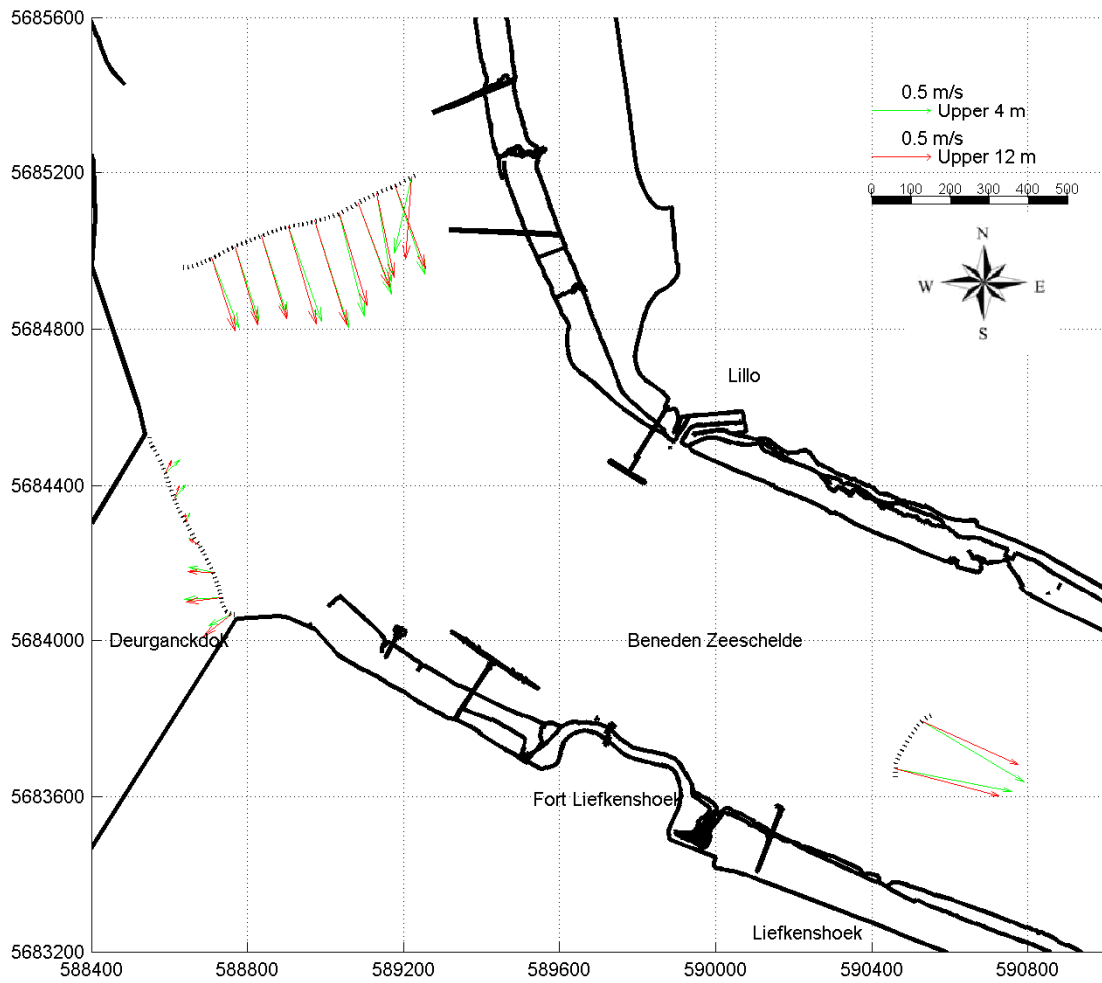 5685600
5685200
5684800
5684400
5684000
5683600
5683200
588400 588800 589200 589600 590000 590400 590800
0.5 m/s
Upper 4 m
0.5 m/s
Upper 12 m
0 100 200 300 400 500
N
W E
S
Lillo
Deurganckdok
Beneden Zeeschelde
Fort Liefkenshoek
Liefkenshoek